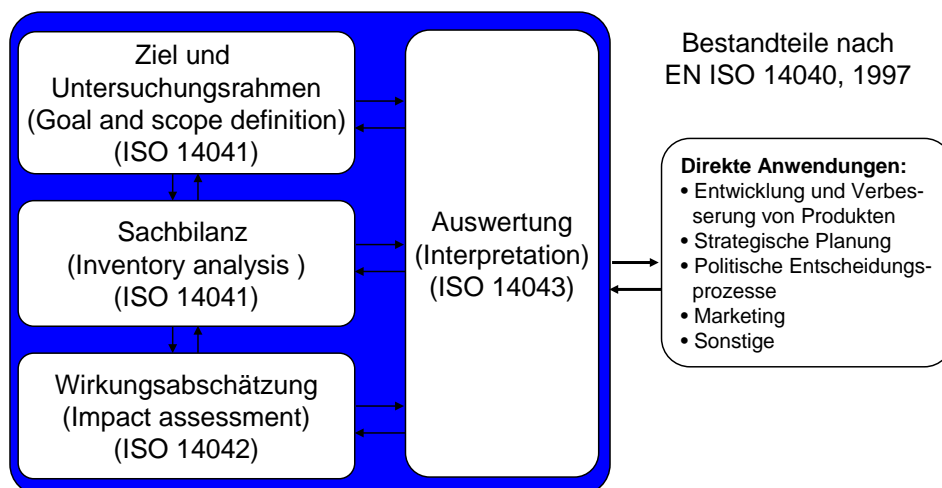 Ziel und
Untersuchungsrahmen
(Goal and scope definition)
(ISO 14041)
Sachbilanz
(Inventory analysis )
(ISO 14041)
Wirkungsabschätzung
(Impact assessment)
(ISO 14042)
Auswertung
(Interpretation)
(ISO 14043)
Bestandteile nach
EN ISO 14040, 1997
Direkte Anwendungen:
• Entwicklung und Verbes-
serung von Produkten
• Strategische Planung
• Politische Entscheidungs-
prozesse
• Marketing
• Sonstige